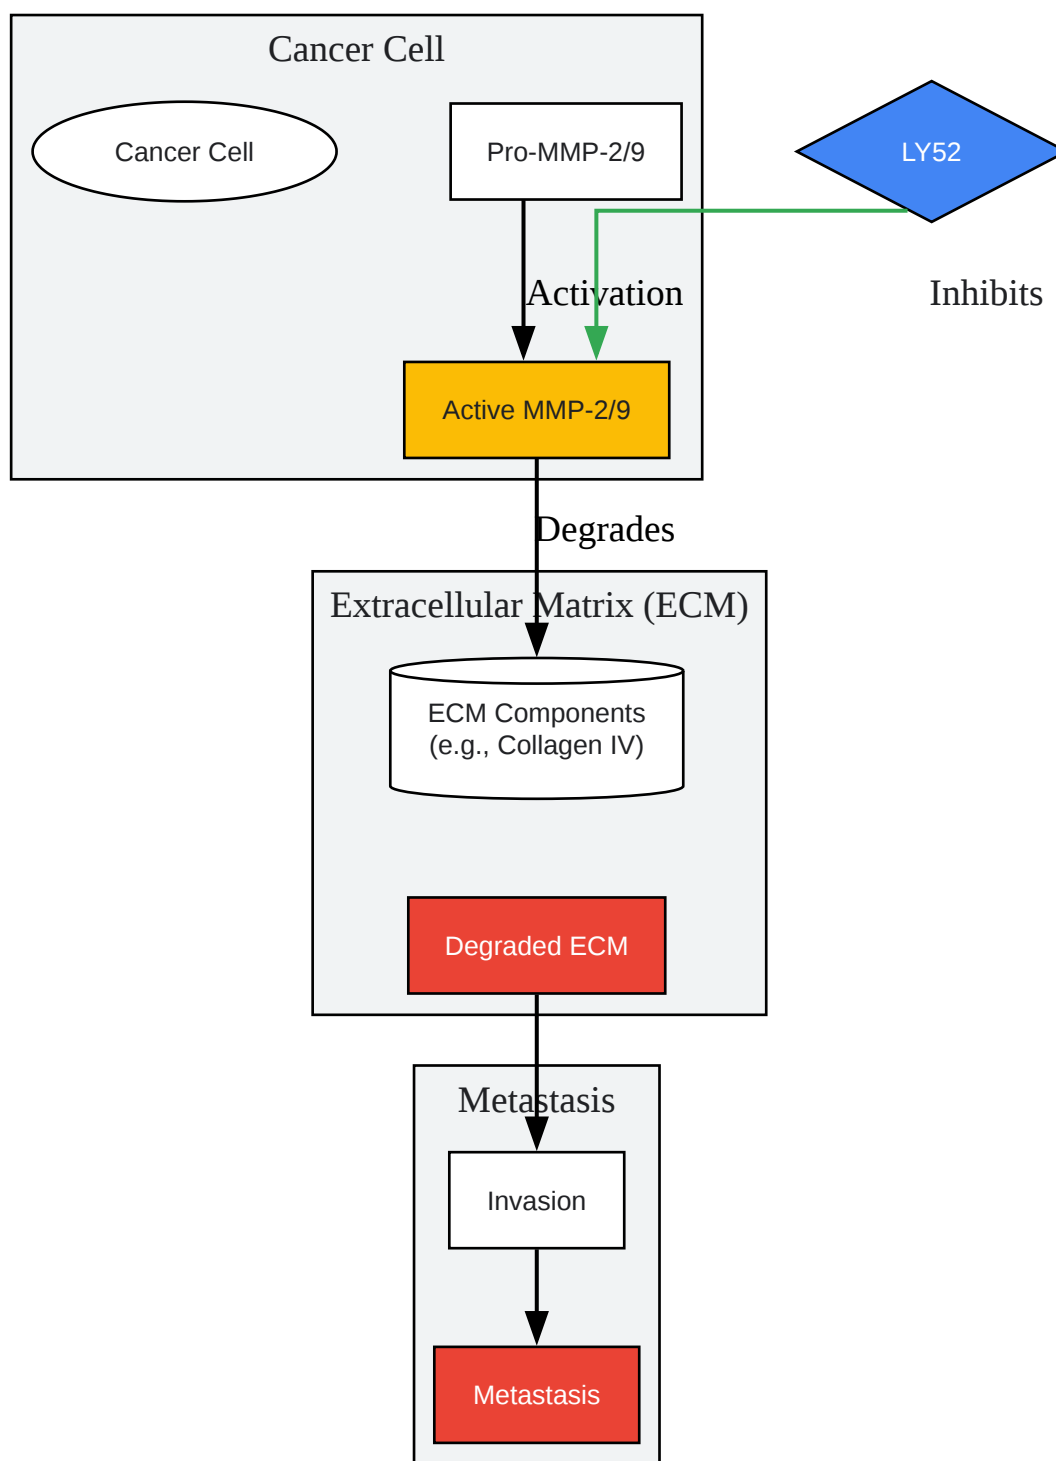 Cancer Cell
Cancer Cell
Pro-MMP-2/9
LY52
Activation
Inhibits
Active MMP-2/9
Degrades
Extracellular Matrix (ECM)
ECM Components
(e.g., Collagen IV)
Degraded ECM
Metastasis
Invasion
Metastasis